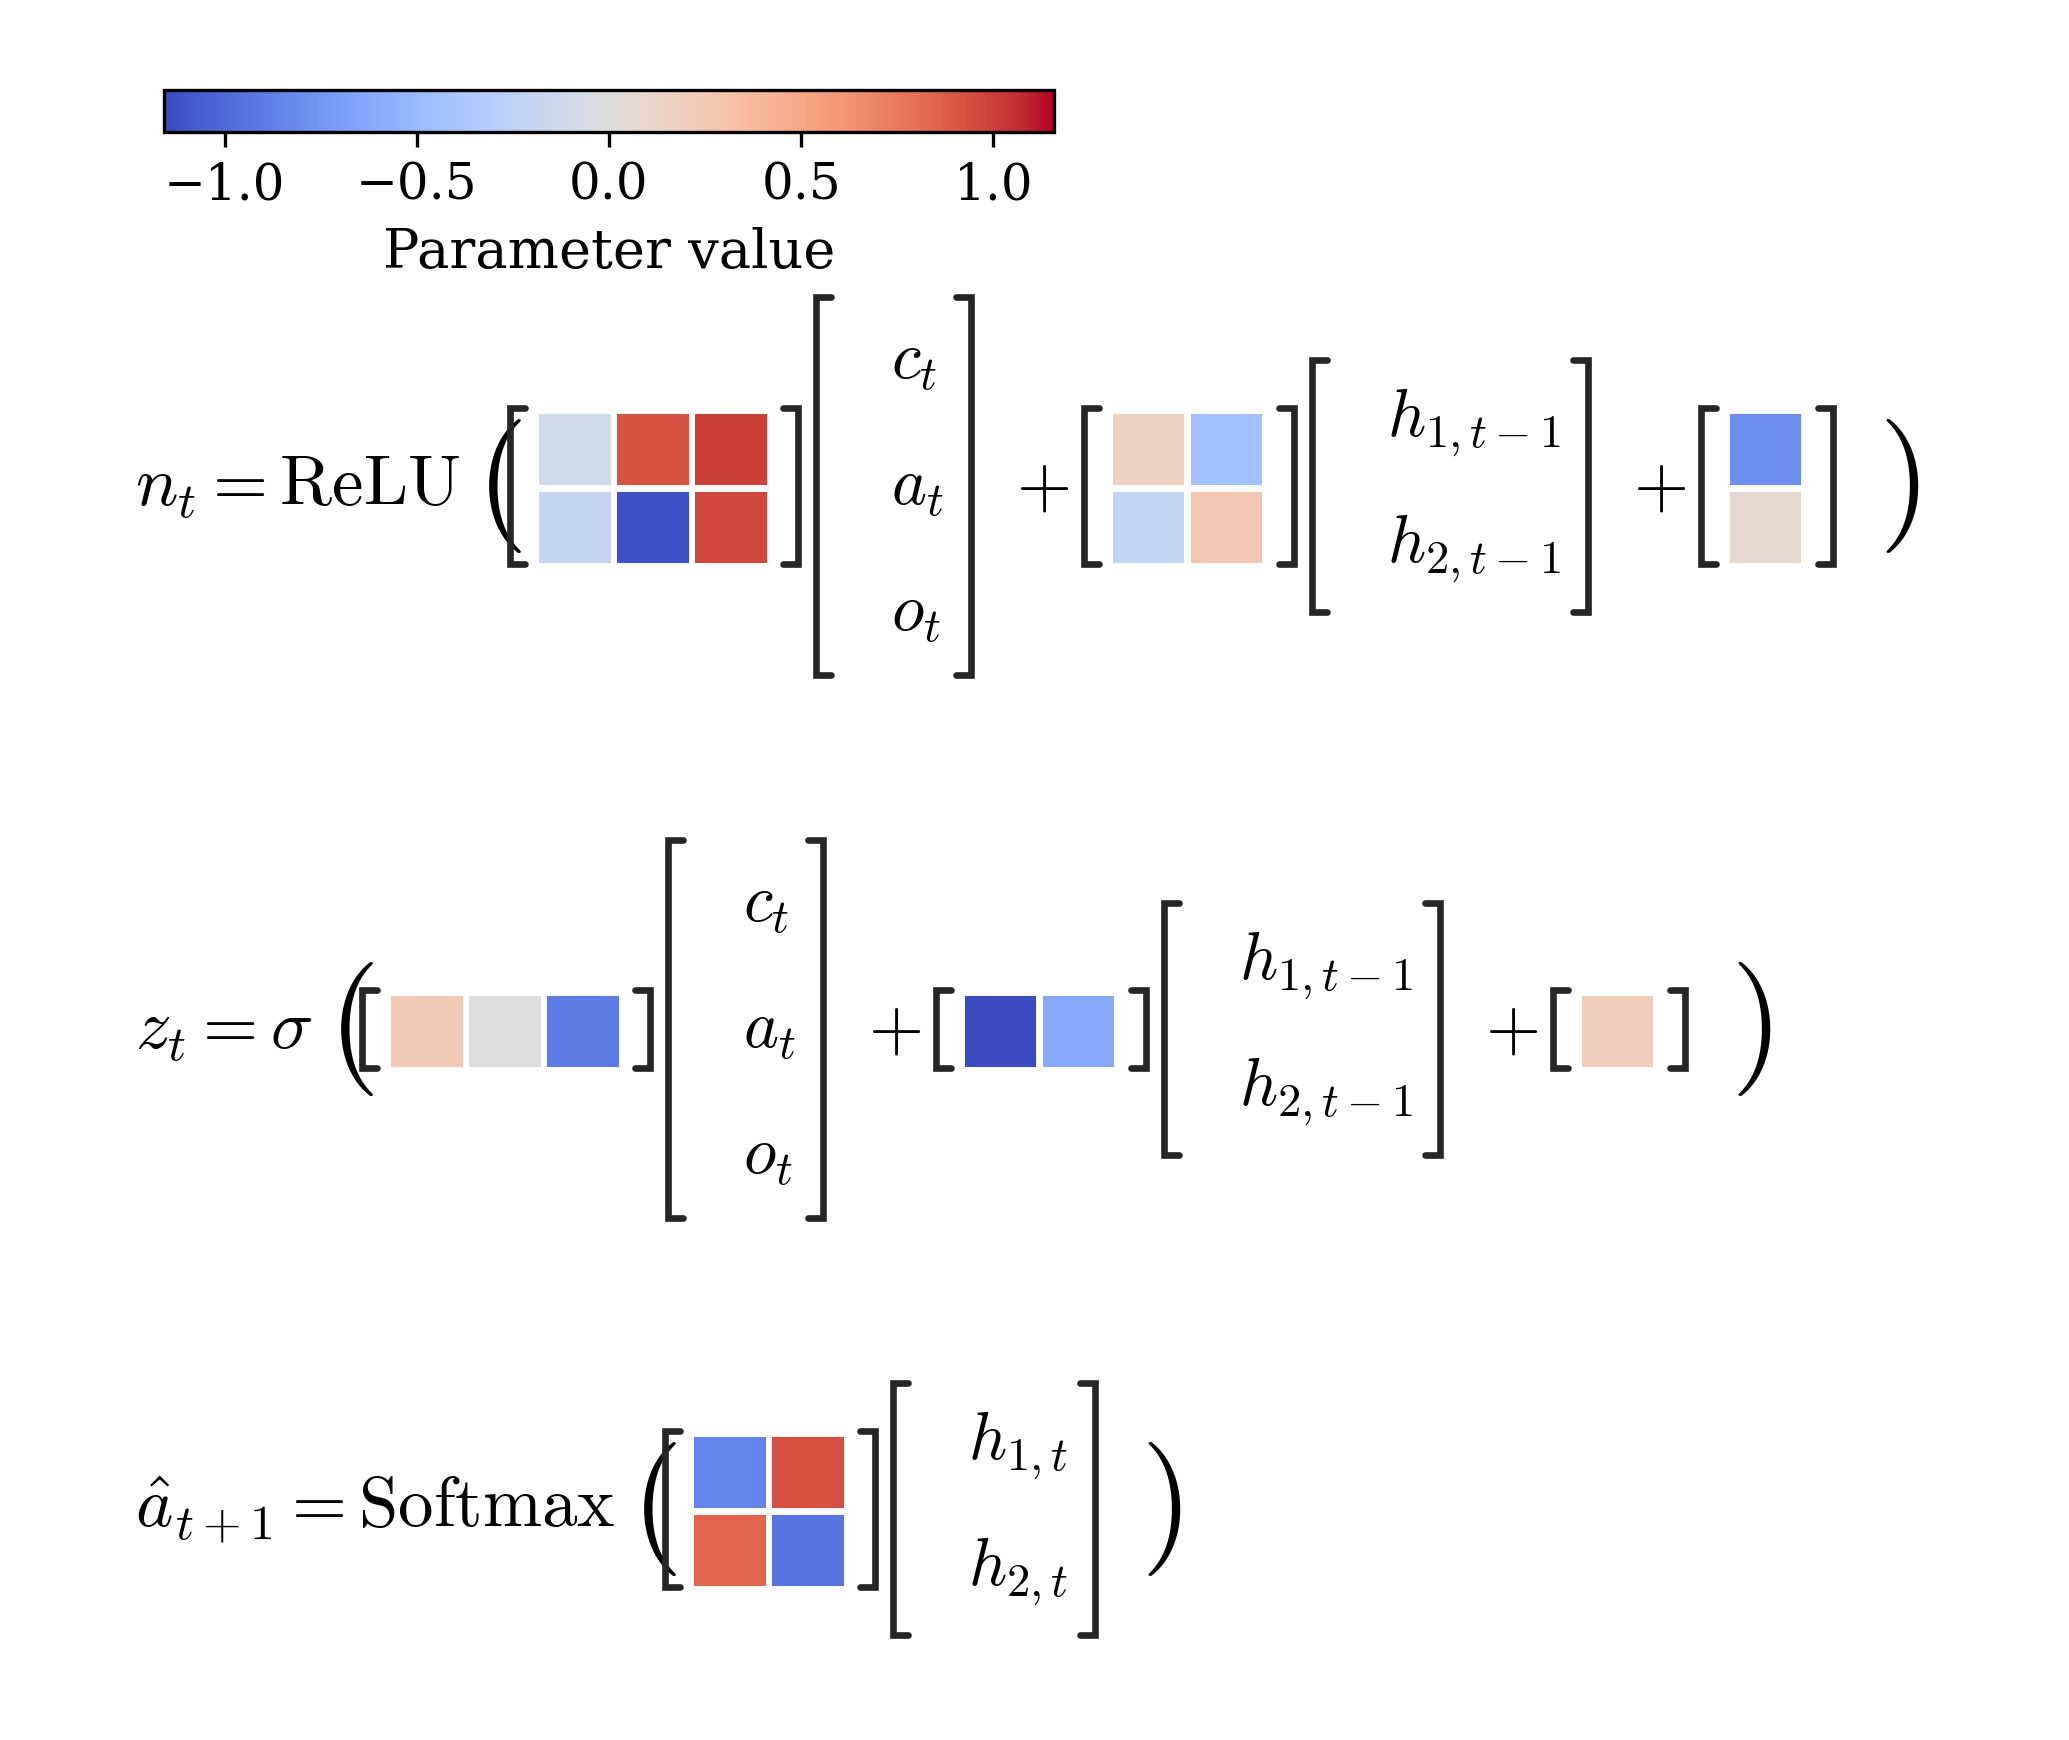 −1.0 −0.5 0.0 0.5 1.0
Parameter value
c_t
n_t = ReLU ( [ ] [ a_t ] + [ ] [ h_{1,t−1} h_{2,t−1} ] + [ ] )
o_t
c_t
z_t = σ ( [ ] [ a_t ] + [ ] [ h_{1,t−1} h_{2,t−1} ] + [ ] )
o_t
h_{1,t}
â_{t+1} = Softmax ( [ ] [ ] )
h_{2,t}